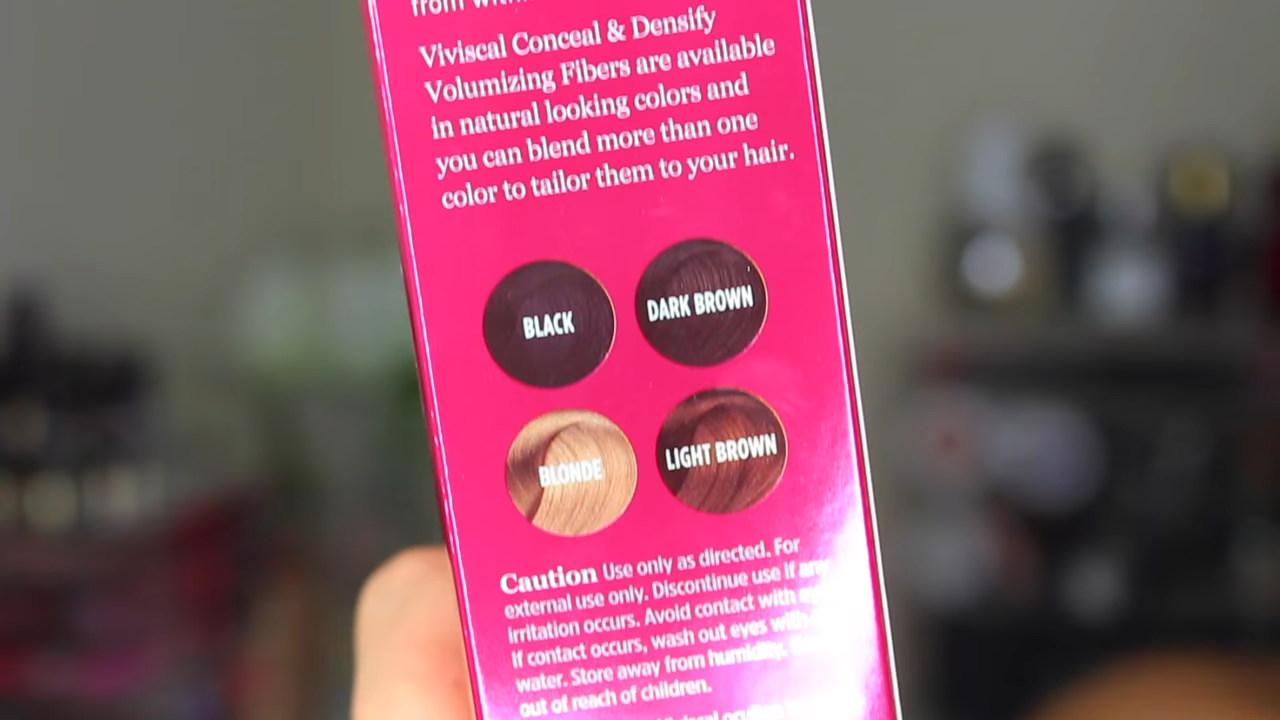 from
Viviscal Conceal & Densify
Volumizing Fibers are available
in natural looking colors and
you can blend more than one
color to tailor them to your hair.
BLACK
DARK BROWN
BLONDE
LIGHT BROWN
Caution Use only as directed. For
external use only. Discontinue use if any
irritation occurs. Avoid contact with
If contact occurs, wash out eyes with
water. Store away from humidity.
out of reach of children.
Viviscal